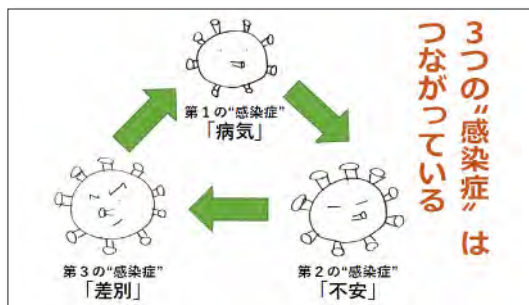 3つの“感染症”は
つながっている
第1の“感染症”
「病気」
第2の“感染症”
「不安」
第3の“感染症”
「差別」